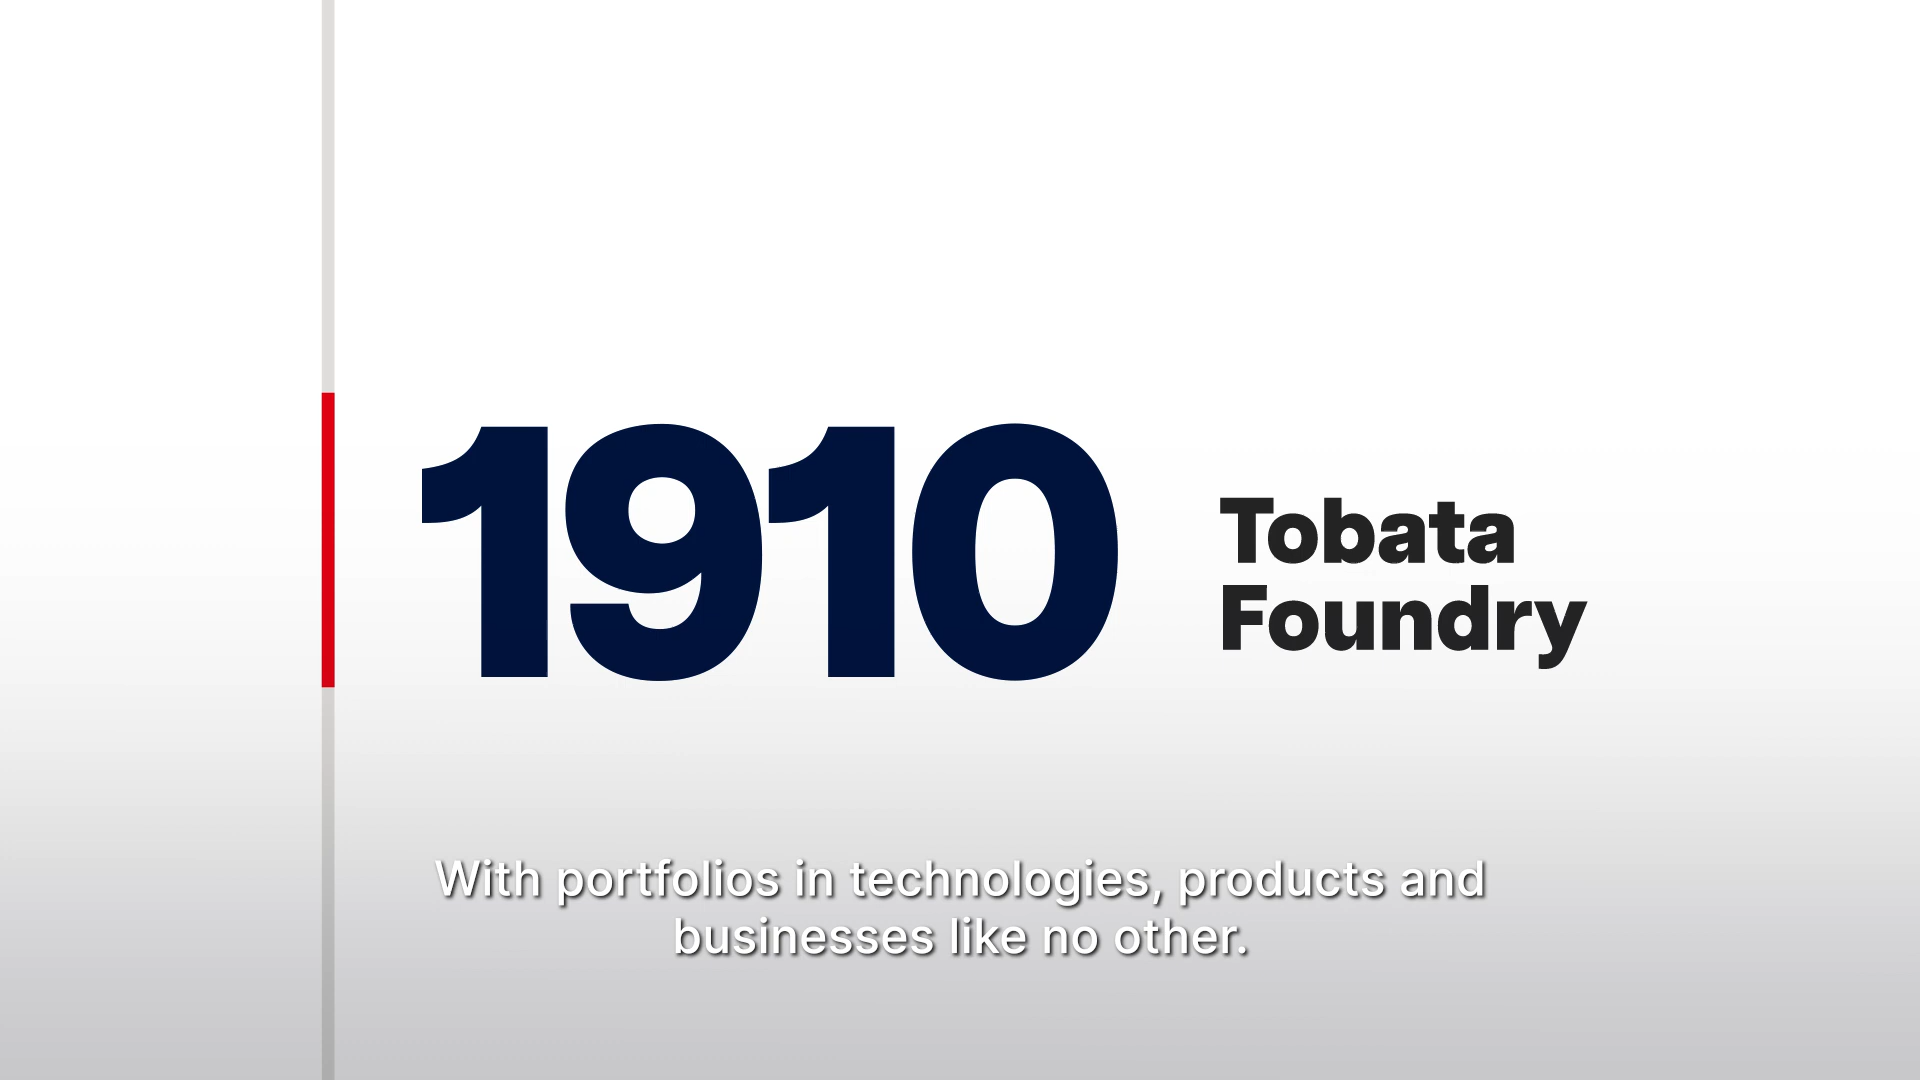 1910
Tobata
Foundry
With portfolios in technologies, products and
businesses like no other.